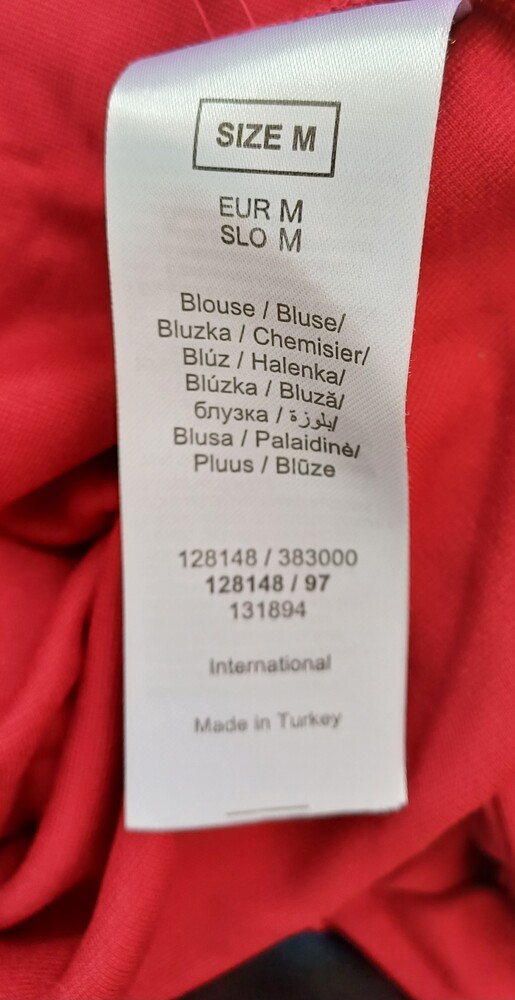 SIZE M
EUR M
SLO M
Blouse / Bluse/
Bluzka / Chemisier/
Blúz / Halenka/
Blúzka / Bluză/
блузка / بلوزة/
Blusa / Palaidinė/
Pluus / Blūze
128148 / 383000
128148 / 97
131894
International
Made in Turkey